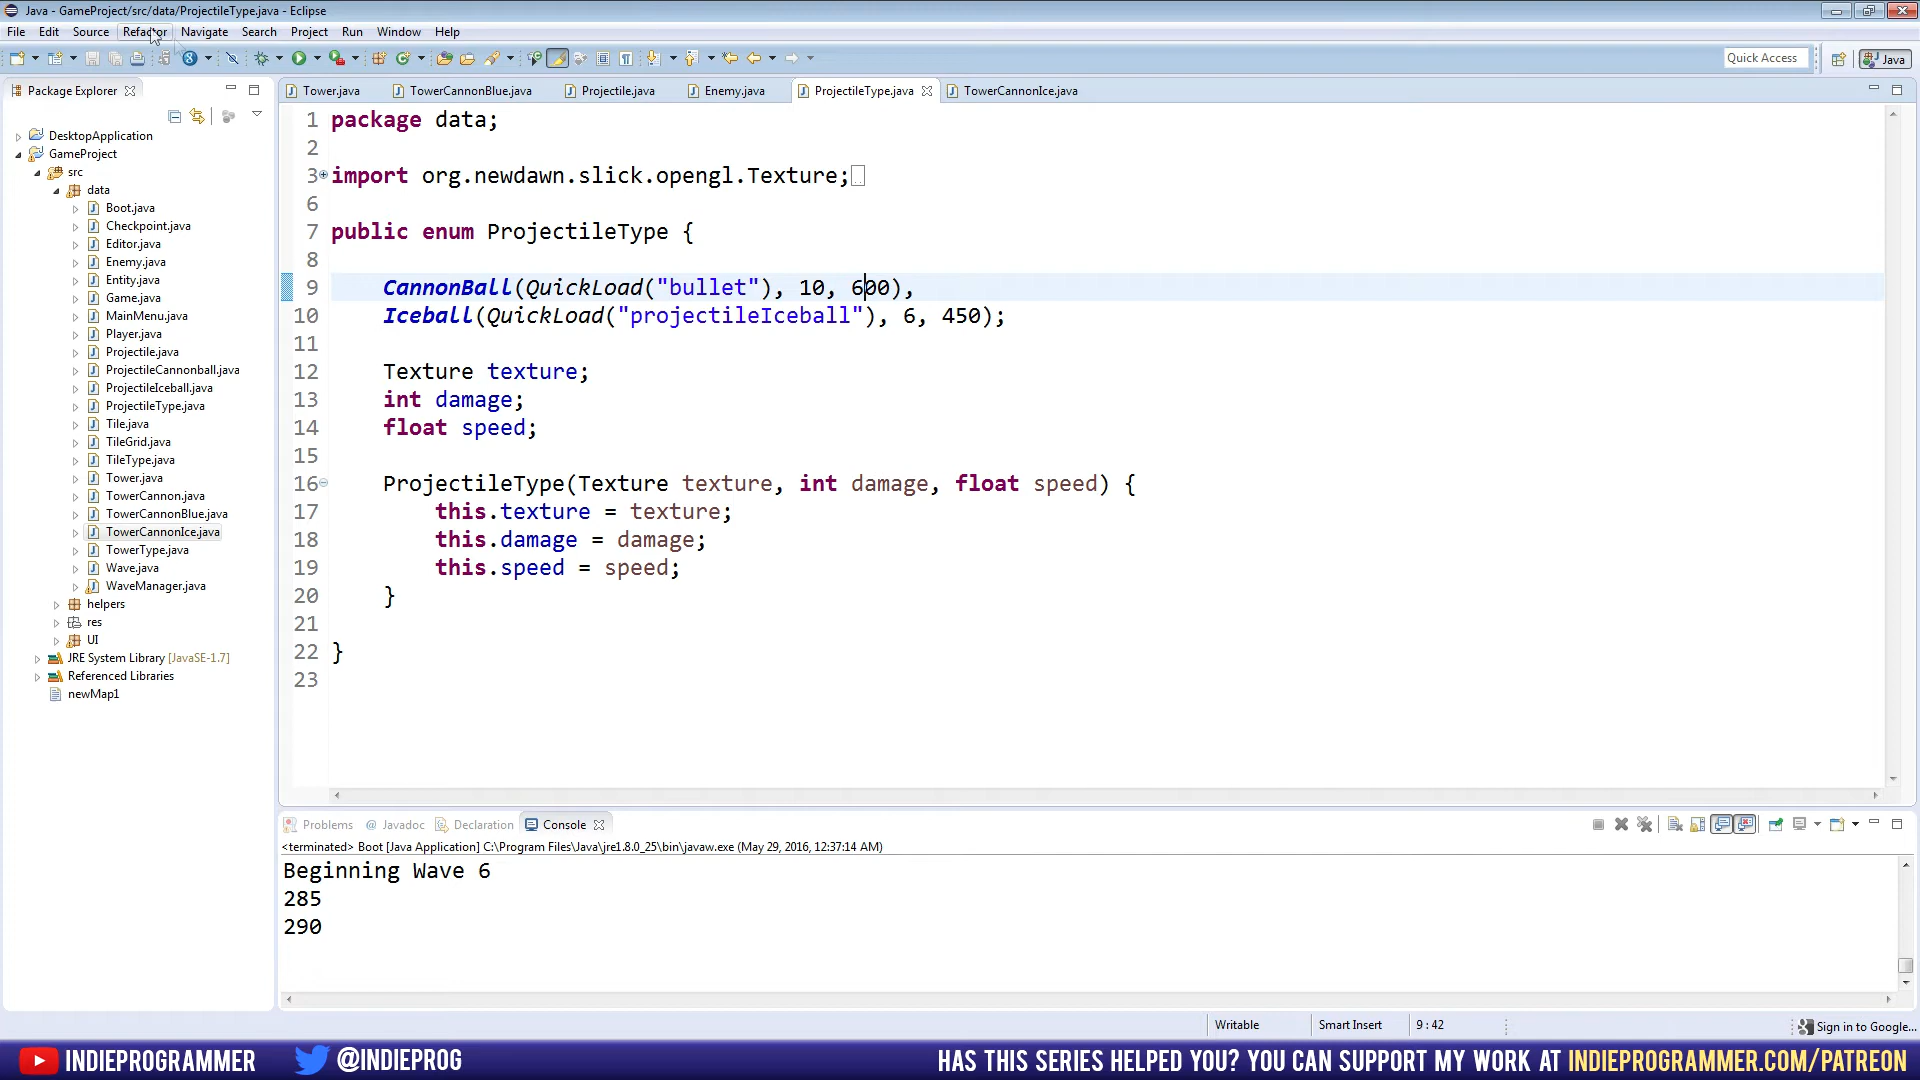 Java - GameProject/src/data/ProjectileType.java - Eclipse
File Edit Source Refactor Navigate Search Project Run Window Help
Quick Access
Java
Package Explorer
Tower.java
TowerCannonBlue.java
Projectile.java
Enemy.java
ProjectileType.java
TowerCannonIce.java
DesktopApplication
GameProject
src
data
Boot.java
Checkpoint.java
Editor.java
Enemy.java
Entity.java
Game.java
MainMenu.java
Player.java
Projectile.java
ProjectileCannonball.java
ProjectileIceball.java
ProjectileType.java
Tile.java
TileGrid.java
TileType.java
Tower.java
TowerCannon.java
TowerCannonBlue.java
TowerCannonIce.java
TowerType.java
Wave.java
WaveManager.java
helpers
res
UI
JRE System Library [JavaSE-1.7]
Referenced Libraries
newMap1
1 package data;
2
3 import org.newdawn.slick.opengl.Texture;
6
7 public enum ProjectileType {
8
9 CannonBall(QuickLoad("bullet"), 10, 600),
10 Iceball(QuickLoad("projectileIceball"), 6, 450);
11
12 Texture texture;
13 int damage;
14 float speed;
15
16 ProjectileType(Texture texture, int damage, float speed) {
17 this.texture = texture;
18 this.damage = damage;
19 this.speed = speed;
20 }
21
22 }
23
Problems @ Javadoc Declaration Console
<terminated> Boot [Java Application] C:\Program Files\Java\jre1.8.0_25\bin\javaw.exe (May 29, 2016, 12:37:14 AM)
Beginning Wave 6
285
290
Writable Smart Insert 9 : 42
Sign in to Google...
INDIEPROGRAMMER @INDIEPROG HAS THIS SERIES HELPED YOU? YOU CAN SUPPORT MY WORK AT INDIEPROGRAMMER.COM/PATREON